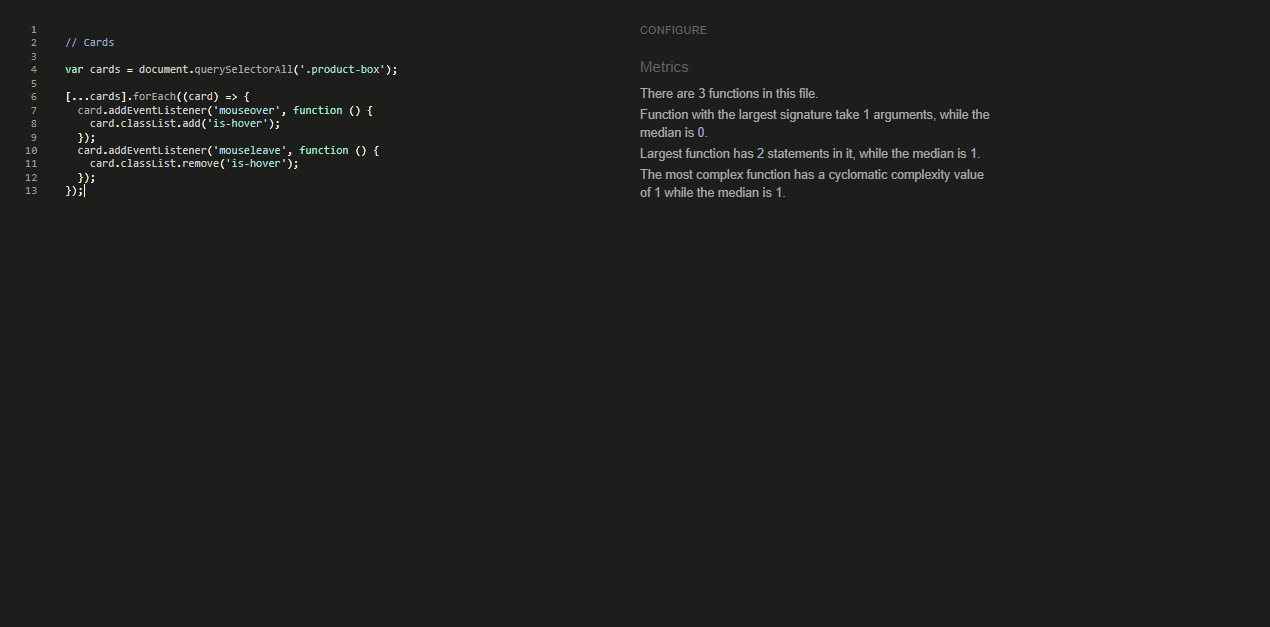 1
2 // Cards
3
4 var cards = document.querySelectorAll('.product-box');
5
6 [...cards].forEach((card) => {
7   card.addEventListener('mouseover', function () {
8     card.classList.add('is-hover');
9   });
10   card.addEventListener('mouseleave', function () {
11     card.classList.remove('is-hover');
12   });
13 });
CONFIGURE
Metrics
There are 3 functions in this file.
Function with the largest signature take 1 arguments, while the
median is 0.
Largest function has 2 statements in it, while the median is 1.
The most complex function has a cyclomatic complexity value
of 1 while the median is 1.